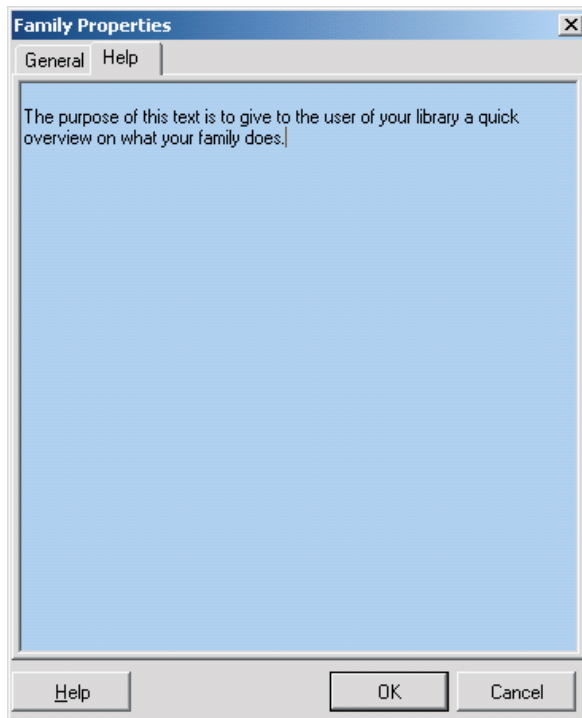 Family Properties
General Help
The purpose of this text is to give to the user of your library a quick
overview on what your family does.
Help OK Cancel